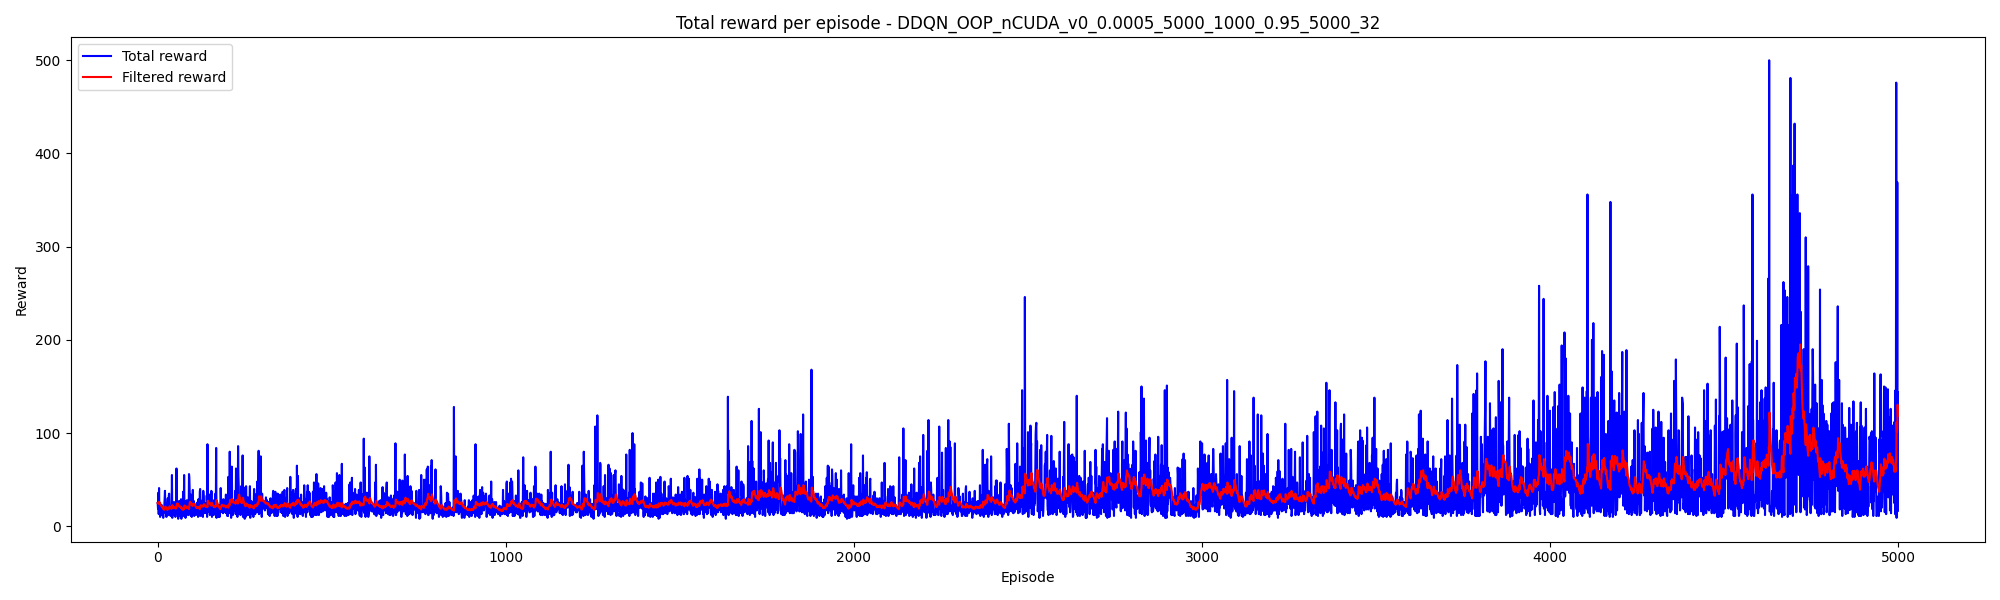 Total reward per episode - DDQN_OOP_nCUDA_v0_0.0005_5000_1000_0.95_5000_32
Total reward
Filtered reward
500
400
300
200
100
0
Reward
0 1000 2000 3000 4000 5000
Episode